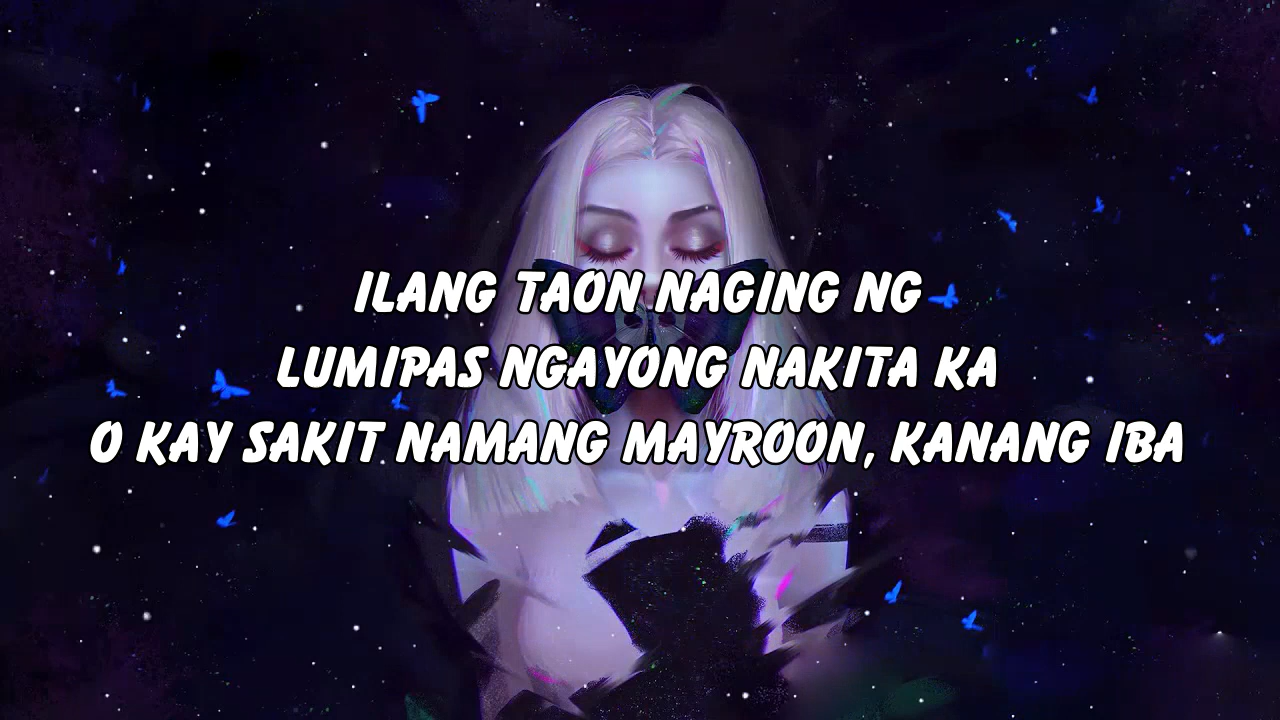 ILANG TAON NAGING NG
LUMIPAS NGAYONG NAKITA KA
O KAY SAKIT NAMANG MAYROON, KANANG IBA